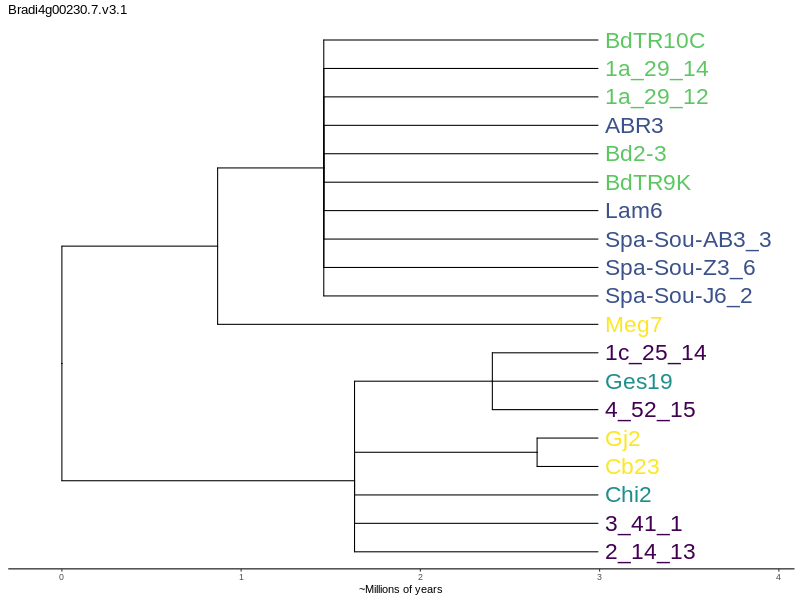 Bradi4g00230.7.v3.1
BdTR10C
1a_29_14
1a_29_12
ABR3
Bd2-3
BdTR9K
Lam6
Spa-Sou-AB3_3
Spa-Sou-Z3_6
Spa-Sou-J6_2
Meg7
1c_25_14
Ges19
4_52_15
Gj2
Cb23
Chi2
3_41_1
2_14_13
0 1 2 3 4
~Millions of years